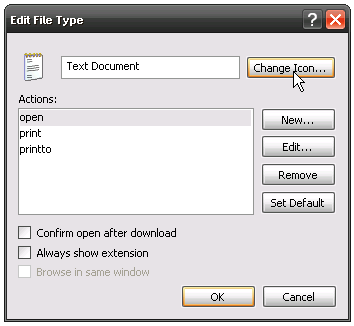 Edit File Type
?
Text Document
Change Icon...
Actions:
open
print
printto
New...
Edit...
Remove
Set Default
Confirm open after download
Always show extension
Browse in same window
OK
Cancel